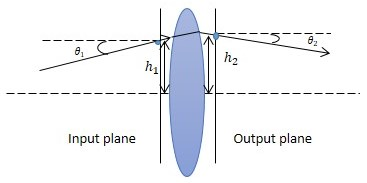 θ₁
θ₂
h₁
h₂
Input plane
Output plane